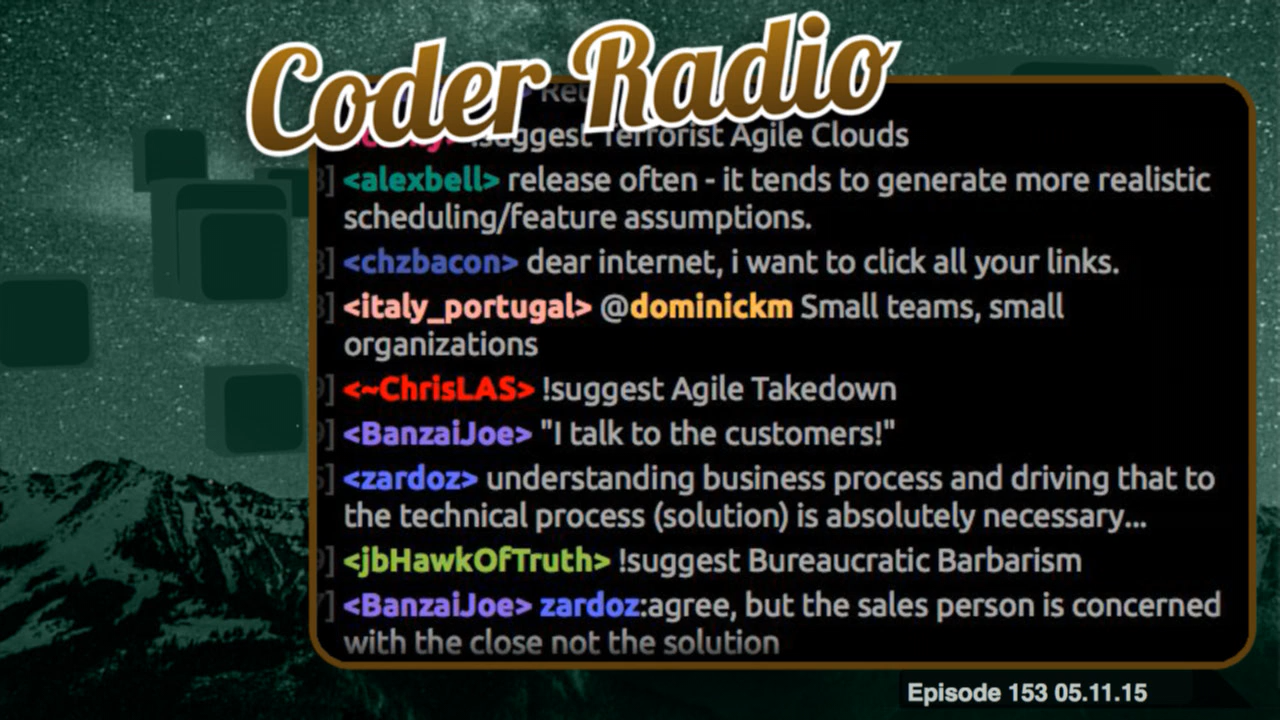 Coder Radio
!suggest Terrorist Agile Clouds
<alexbell> release often - it tends to generate more realistic
scheduling/feature assumptions.
<chzbacon> dear internet, i want to click all your links.
<italy_portugal> @dominickm Small teams, small
organizations
<~ChrisLAS> !suggest Agile Takedown
<BanzaiJoe> "I talk to the customers!"
<zardoz> understanding business process and driving that to
the technical process (solution) is absolutely necessary...
<jbHawkOfTruth> !suggest Bureaucratic Barbarism
<BanzaiJoe> zardoz:agree, but the sales person is concerned
with the close not the solution
Episode 153 05.11.15